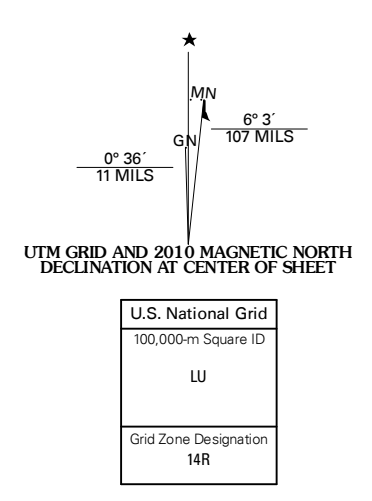 ★
MN
GN
6° 3´
107 MILS
0° 36´
11 MILS
UTM GRID AND 2010 MAGNETIC NORTH
DECLINATION AT CENTER OF SHEET
U.S. National Grid
100,000-m Square ID
LU
Grid Zone Designation
14R